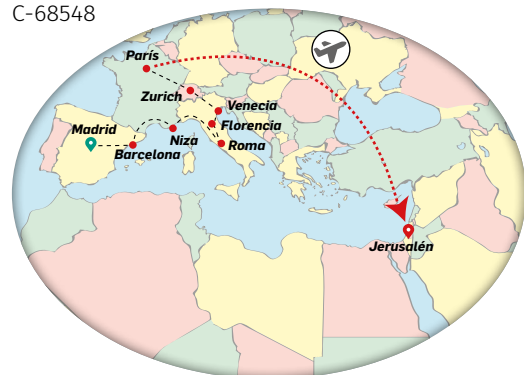 C-68548
París
Zurich
Venecia
Madrid
Florencia
Niza
Barcelona
Roma
Jerusalén